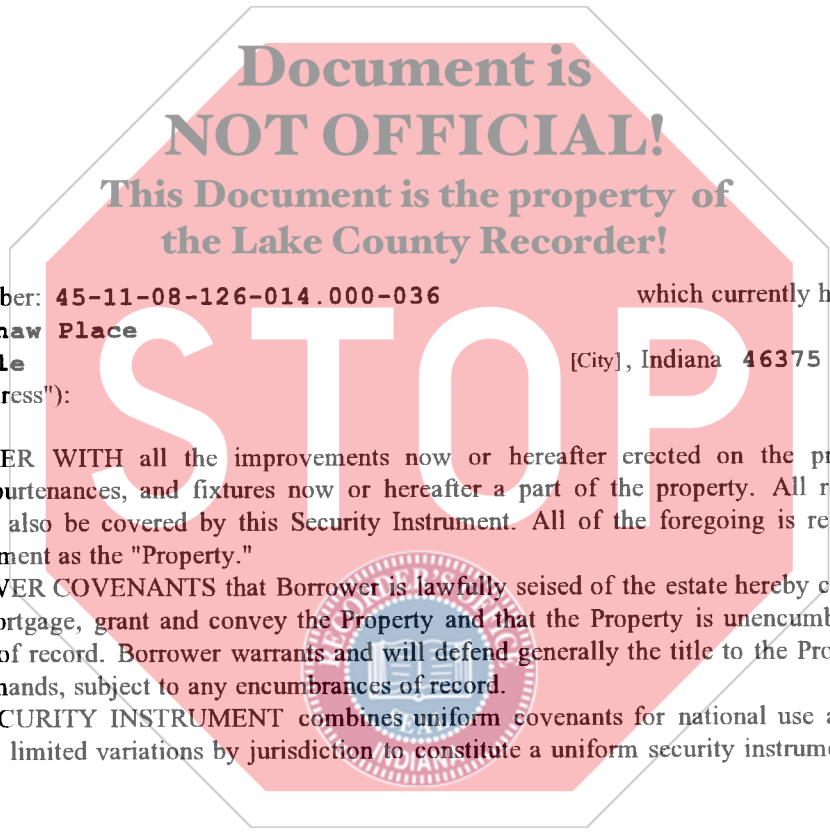 Document is
NOT OFFICIAL!
This Document is the property of
the Lake County Recorder!
ber: 45-11-08-126-014.000-036 which currently h
haw Place
le [City], Indiana 46375
ress"):
STOP
ER WITH all the improvements now or hereafter erected on the pr
purtenances, and fixtures now or hereafter a part of the property. All r
also be covered by this Security Instrument. All of the foregoing is re
ment as the "Property."
VER COVENANTS that Borrower is lawfully seised of the estate hereby c
ortgage, grant and convey the Property and that the Property is unencumb
of record. Borrower warrants and will defend generally the title to the Pro
mands, subject to any encumbrances of record.
CURITY INSTRUMENT combines uniform covenants for national use a
limited variations by jurisdiction to constitute a uniform security instrume
RECORDER'S OFFICE
INDIANA